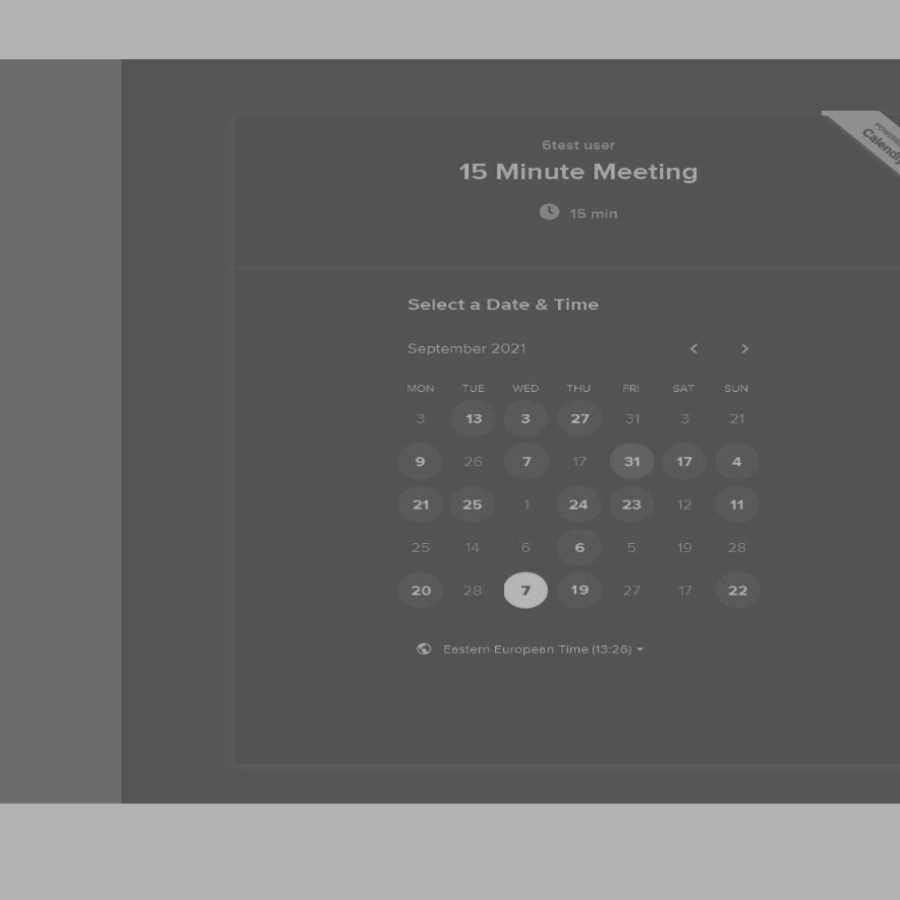 6test user
POWERED
Calendly
15 Minute Meeting
15 min
Select a Date & Time
September 2021
MON TUE WED THU FRI SAT SUN
3 13 3 27 31 3 21
9 26 7 17 31 17 4
21 25 1 24 23 12 11
25 14 6 6 5 19 28
20 28 7 19 27 17 22
Eastern European Time (13:26)